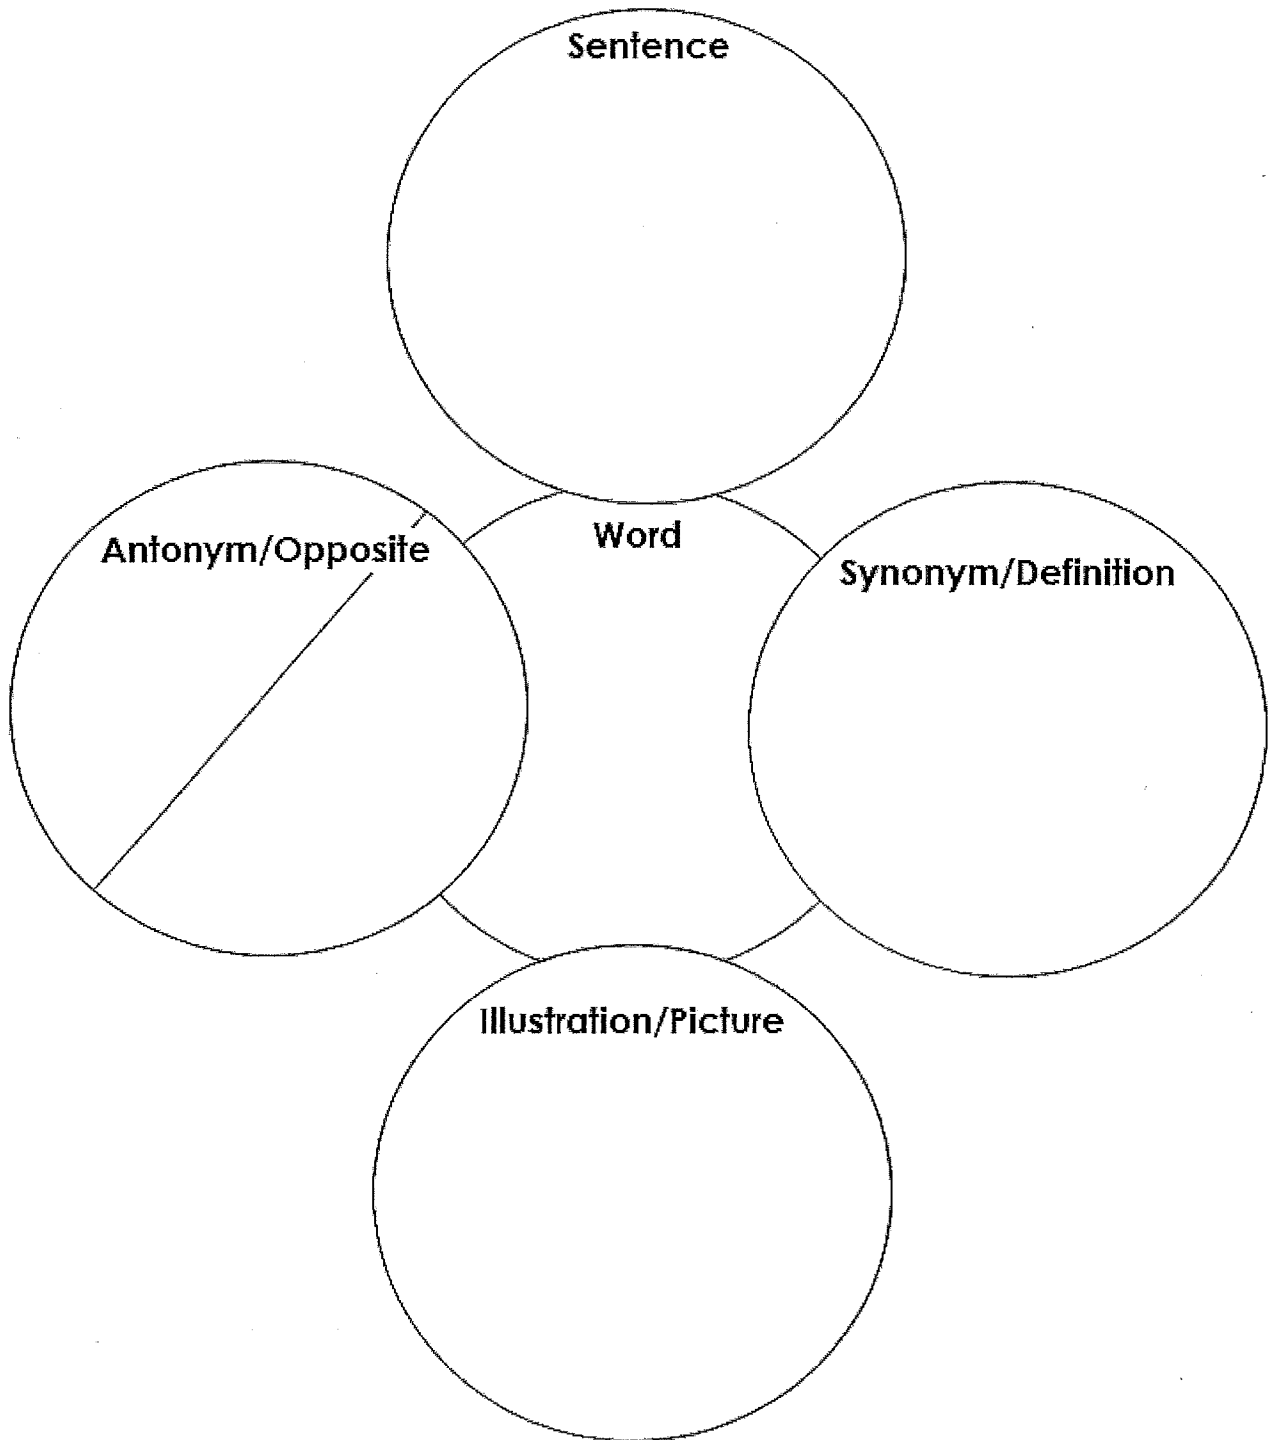 Sentence
Word
Antonym/Opposite
Synonym/Definition
Illustration/Picture